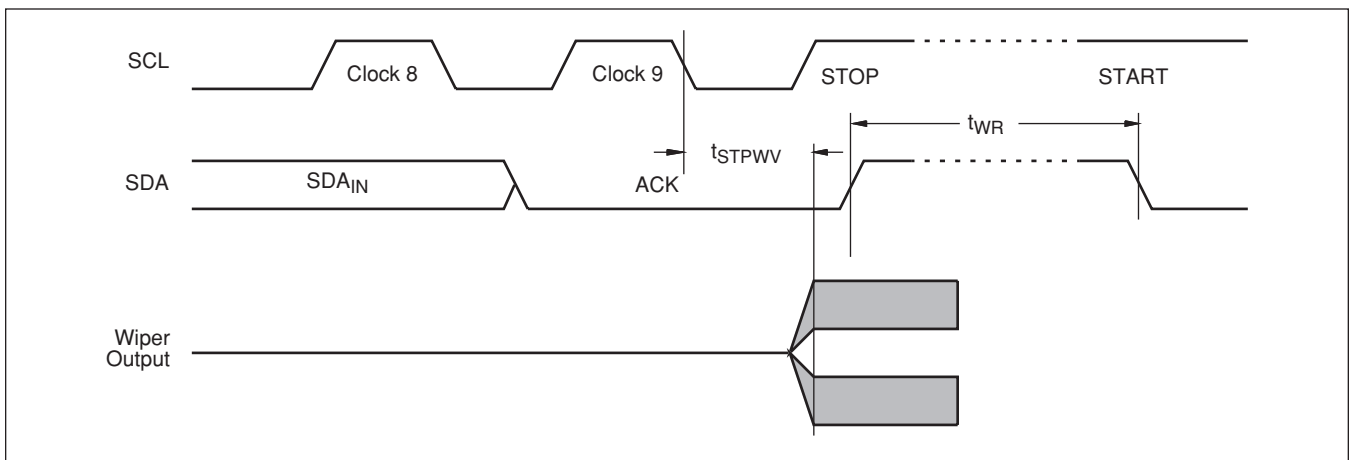 SCL
Clock 8
Clock 9
STOP
START
tWR
tSTPWV
SDA
SDAIN
ACK
Wiper
Output